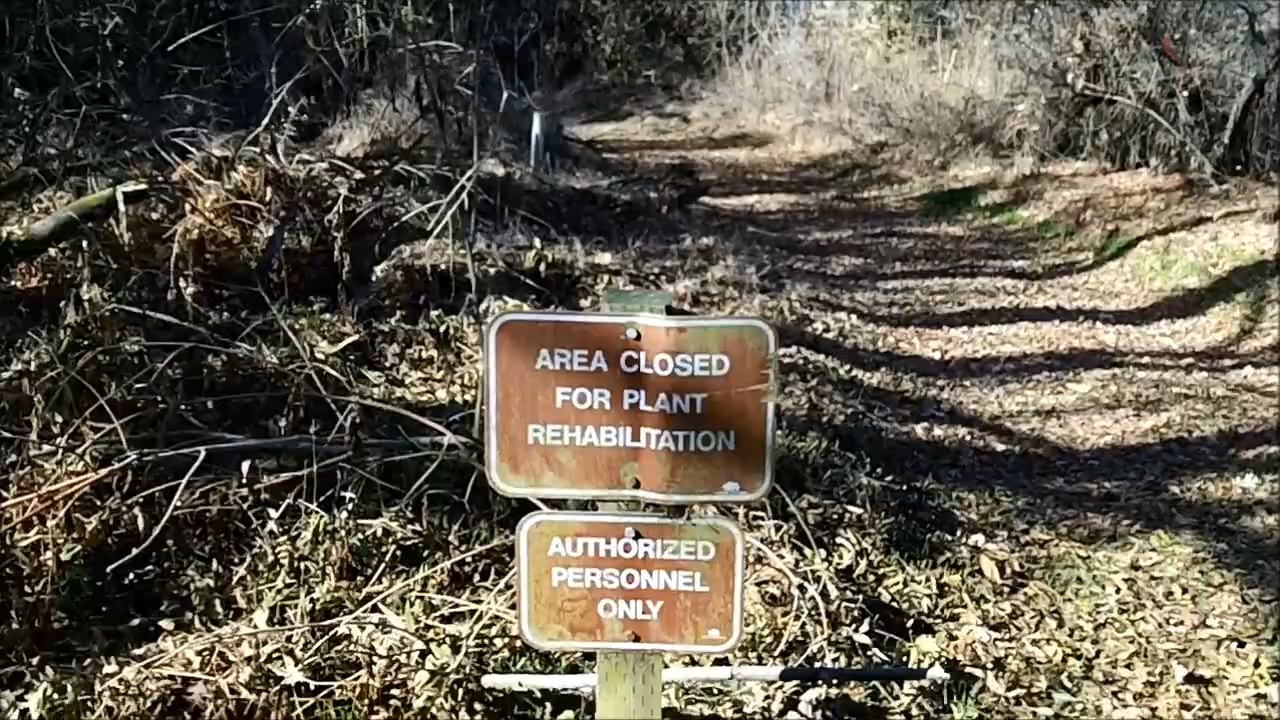 AREA CLOSED
FOR PLANT
REHABILITATION
AUTHORIZED
PERSONNEL
ONLY